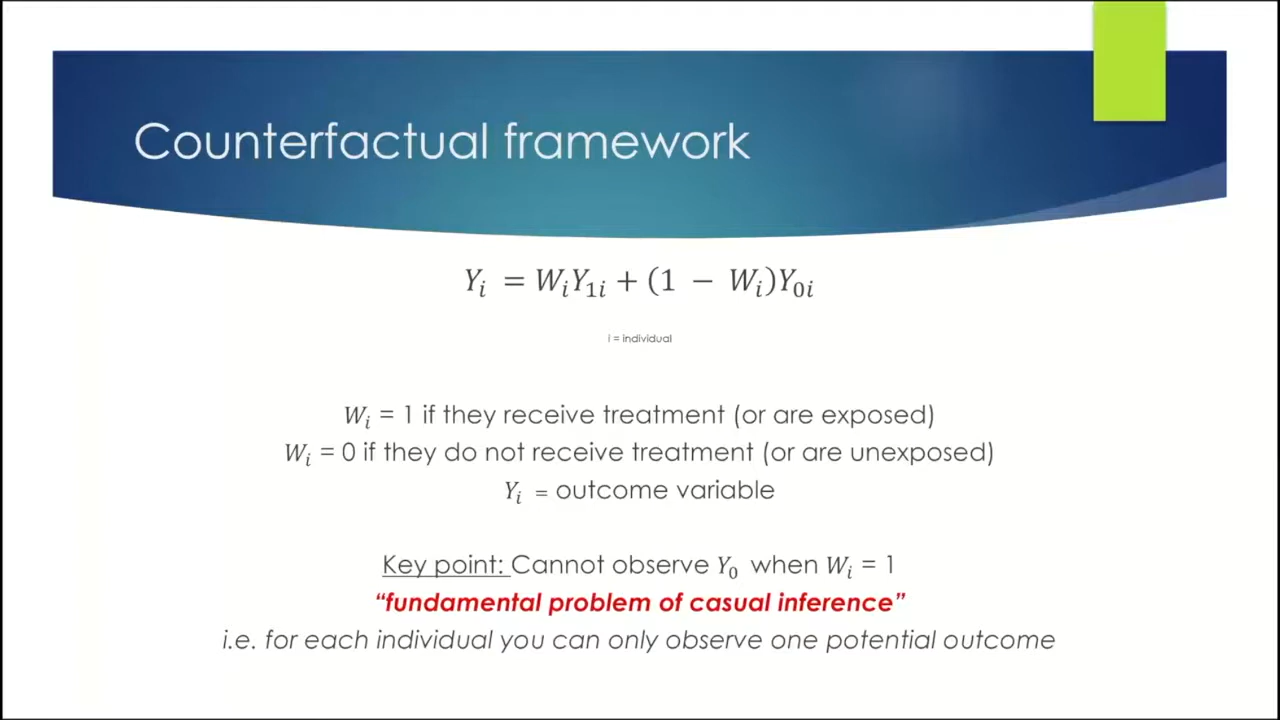 Counterfactual framework
Yᵢ = WᵢY₁ᵢ + (1 − Wᵢ)Y₀ᵢ
i = individual
Wᵢ = 1 if they receive treatment (or are exposed)
Wᵢ = 0 if they do not receive treatment (or are unexposed)
Yᵢ = outcome variable
Key point: Cannot observe Y₀ when Wᵢ = 1
“fundamental problem of casual inference”
i.e. for each individual you can only observe one potential outcome